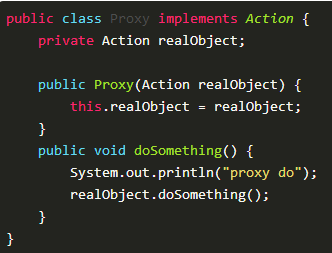 public class Proxy implements Action {
    private Action realObject;

    public Proxy(Action realObject) {
        this.realObject = realObject;
    }
    public void doSomething() {
        System.out.println("proxy do");
        realObject.doSomething();
    }
}